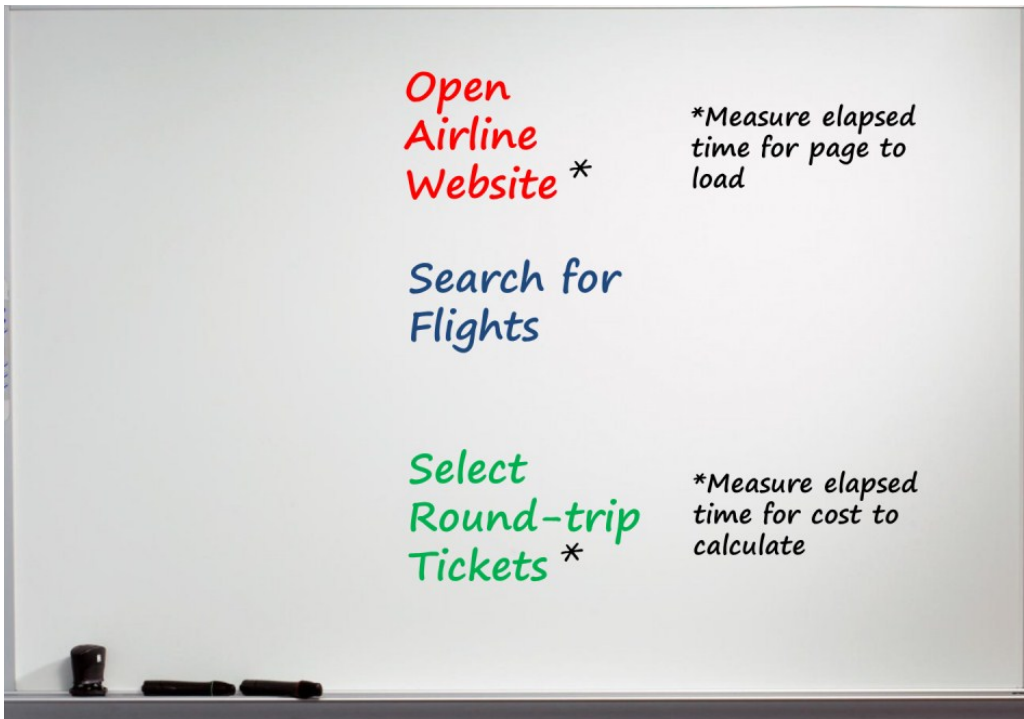 Open
Airline
Website *
*Measure elapsed
time for page to
load
Search for
Flights
Select
Round-trip
Tickets *
*Measure elapsed
time for cost to
calculate